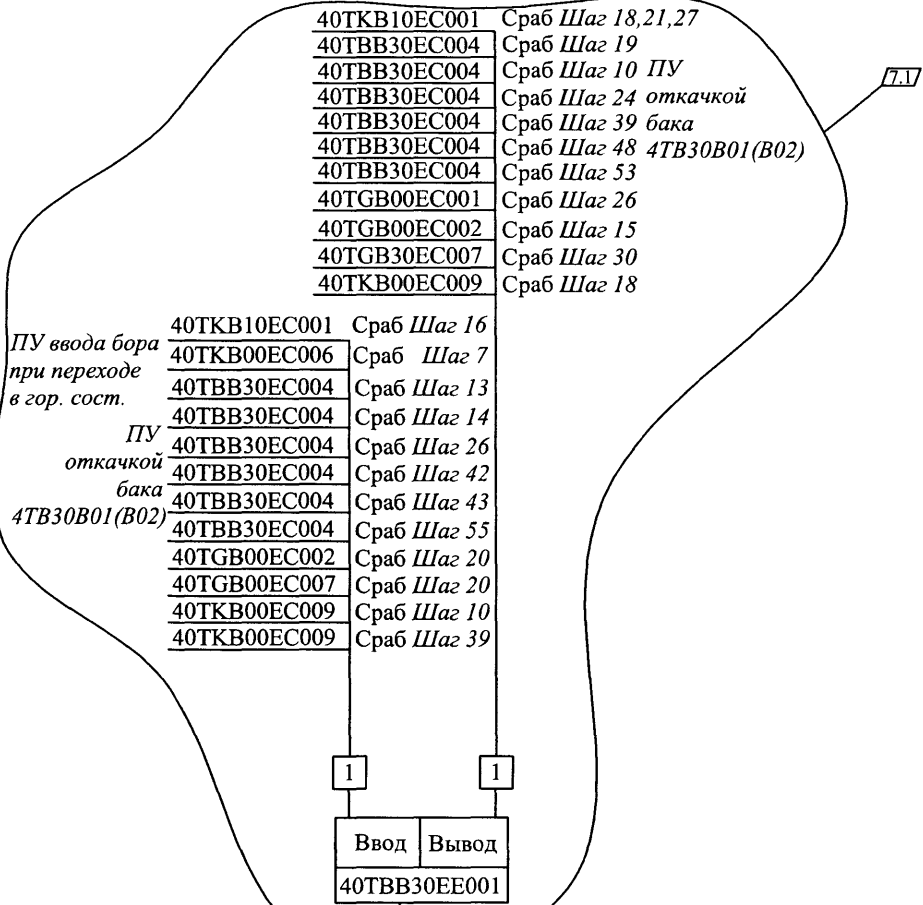 40TKB10EC001 Сраб Шаг 18,21,27
40TBB30EC004 Сраб Шаг 19
40TBB30EC004 Сраб Шаг 10 ПУ
7.1
40TBB30EC004 Сраб Шаг 24 откачкой
40TBB30EC004 Сраб Шаг 39 бака
40TBB30EC004 Сраб Шаг 48 4TB30B01(B02)
40TBB30EC004 Сраб Шаг 53
40TGB00EC001 Сраб Шаг 26
40TGB00EC002 Сраб Шаг 15
40TGB30EC007 Сраб Шаг 30
40TKB00EC009 Сраб Шаг 18
40TKB10EC001 Сраб Шаг 16
ПУ ввода бора
при переходе
в гор. сост.
40TKB00EC006 Сраб Шаг 7
40TBB30EC004 Сраб Шаг 13
40TBB30EC004 Сраб Шаг 14
ПУ
откачкой
бака
4TB30B01(B02)
40TBB30EC004 Сраб Шаг 26
40TBB30EC004 Сраб Шаг 42
40TBB30EC004 Сраб Шаг 43
40TBB30EC004 Сраб Шаг 55
40TGB00EC002 Сраб Шаг 20
40TGB00EC007 Сраб Шаг 20
40TKB00EC009 Сраб Шаг 10
40TKB00EC009 Сраб Шаг 39
1 1
Ввод Вывод
40TBB30EE001